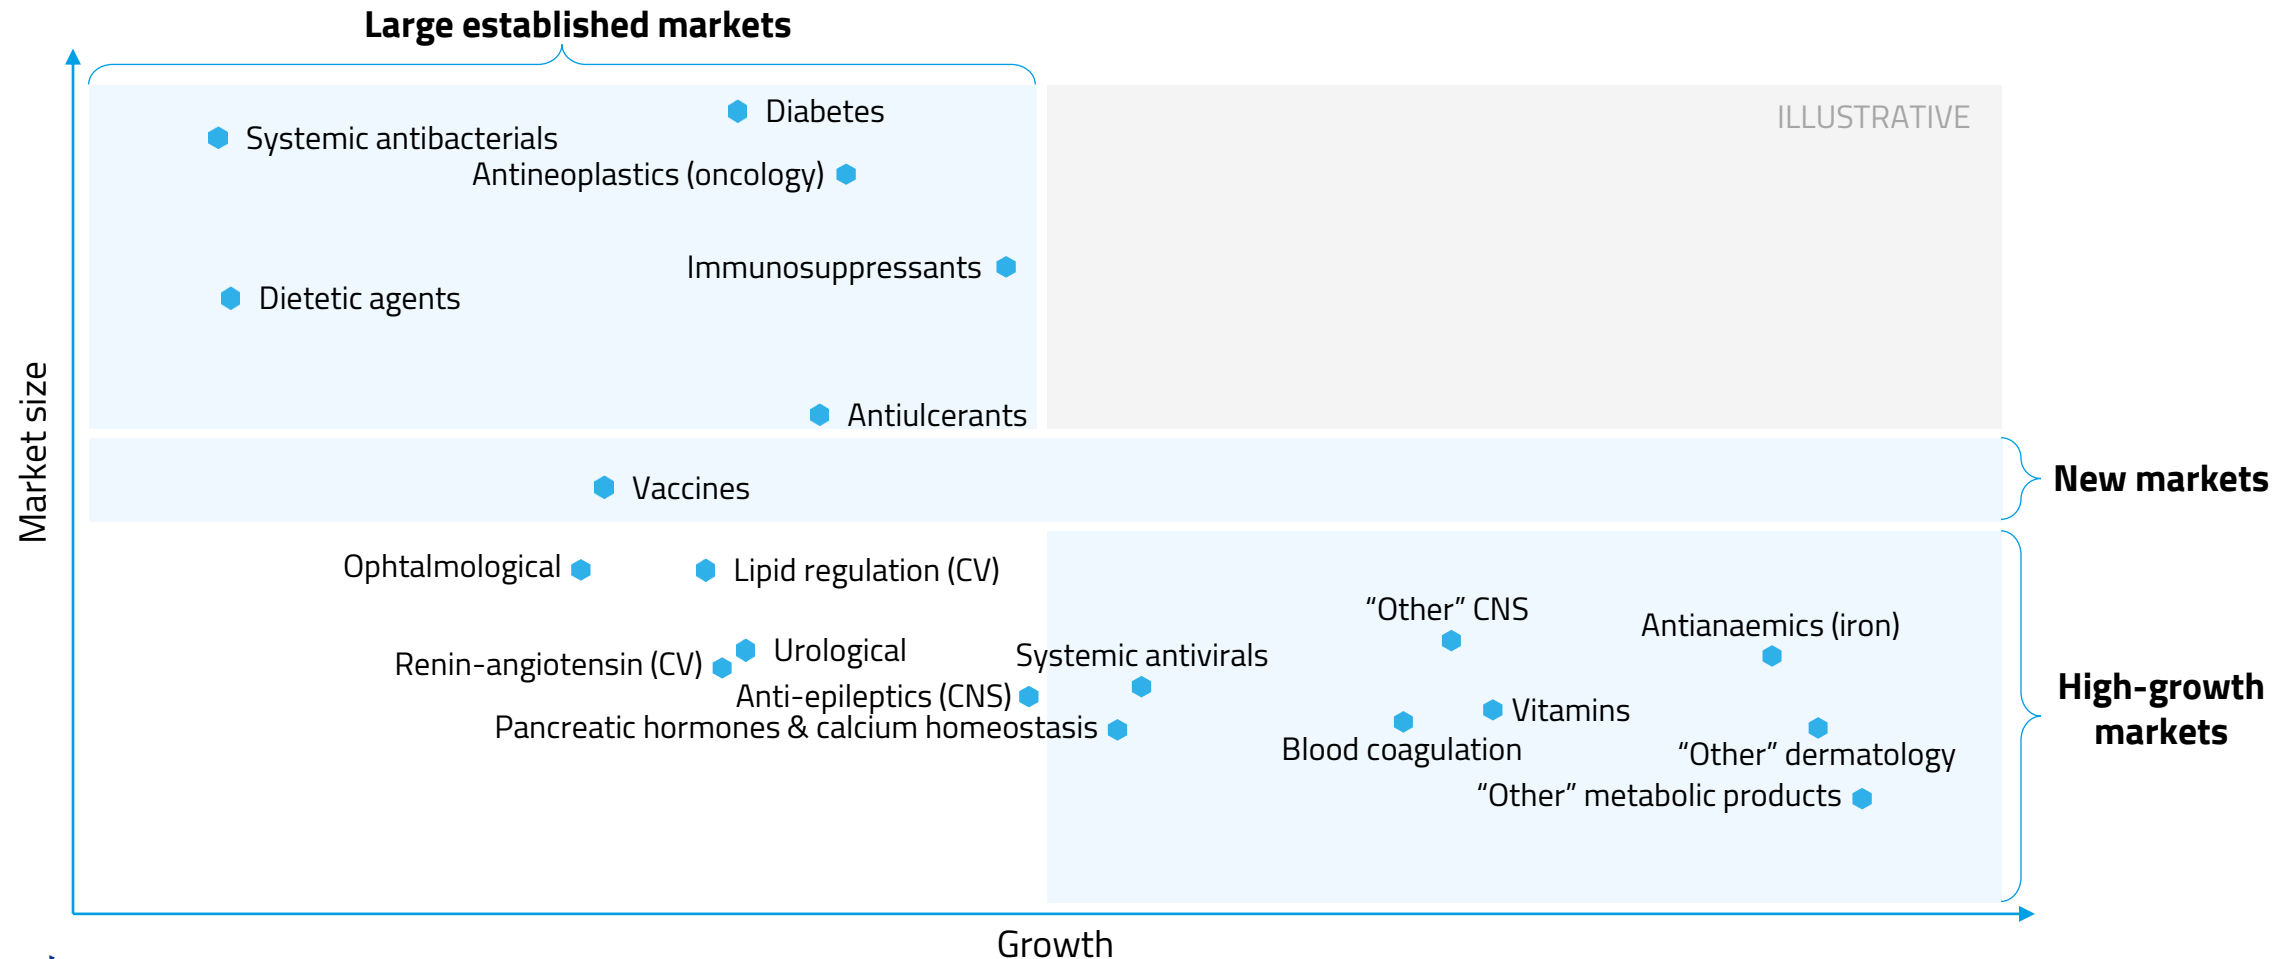 Large established markets
Diabetes
ILLUSTRATIVE
Systemic antibacterials
Antineoplastics (oncology)
Immunosuppressants
Dietetic agents
Market size
Antiulcerants
Vaccines
New markets
Ophtalmological
Lipid regulation (CV)
“Other” CNS
Antianaemics (iron)
Urological
Systemic antivirals
Renin-angiotensin (CV)
Anti-epileptics (CNS)
High-growth
markets
Vitamins
Pancreatic hormones & calcium homeostasis
Blood coagulation
“Other” dermatology
“Other” metabolic products
Growth